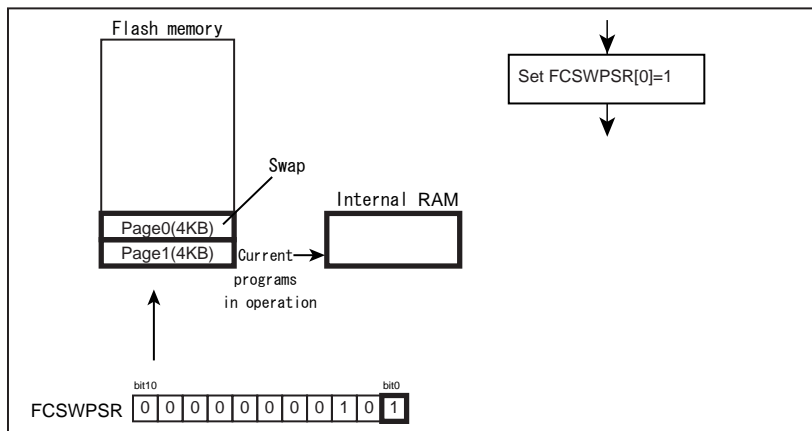 Flash memory
Set FCSWPSR[0]=1
Swap
Internal RAM
Page0(4KB)
Page1(4KB)
Current
programs
in operation
bit10 bit0
FCSWPSR 0 0 0 0 0 0 0 0 1 0 1